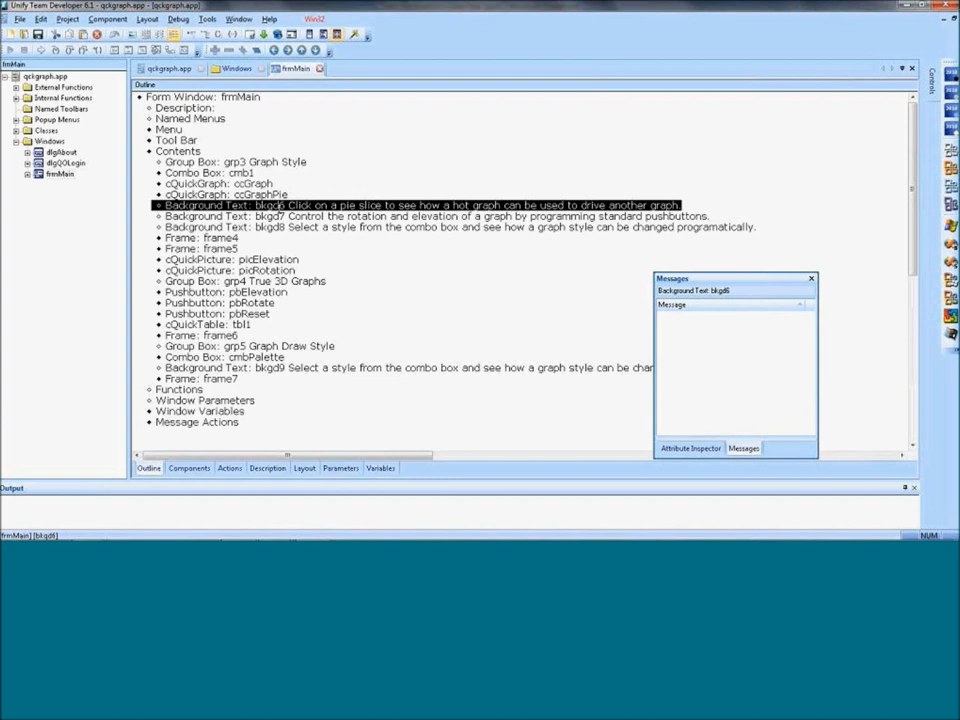 Unify Team Developer 6.1 - qckgraph.app - [qckgraph.app]
File Edit Project Component Layout Debug Tools Window Help Win32
frmMain
qckgraph.app
External Functions
Internal Functions
Named Toolbars
Popup Menus
Classes
Windows
dlgAbout
dlgQOLogin
frmMain
qckgraph.app Windows frmMain
Outline
Form Window: frmMain
Description:
Named Menus
Menu
Tool Bar
Contents
Group Box: grp3 Graph Style
Combo Box: cmb1
cQuickGraph: ccGraph
cQuickGraph: ccGraphPie
Background Text: bkgd6 Click on a pie slice to see how a hot graph can be used to drive another graph.
Background Text: bkgd7 Control the rotation and elevation of a graph by programming standard pushbuttons.
Background Text: bkgd8 Select a style from the combo box and see how a graph style can be changed programatically.
Frame: frame4
Frame: frame5
cQuickPicture: picElevation
cQuickPicture: picRotation
Group Box: grp4 True 3D Graphs
Pushbutton: pbElevation
Pushbutton: pbRotate
Pushbutton: pbReset
cQuickTable: tbl1
Frame: frame6
Group Box: grp5 Graph Draw Style
Combo Box: cmbPalette
Background Text: bkgd9 Select a style from the combo box and see how a graph style can be char
Frame: frame7
Functions
Window Parameters
Window Variables
Message Actions
Messages
Background Text: bkgd6
Message
Attribute Inspector Messages
Controls
Outline Components Actions Description Layout Parameters Variables
Output
frmMain] [bkgd6]
NUM